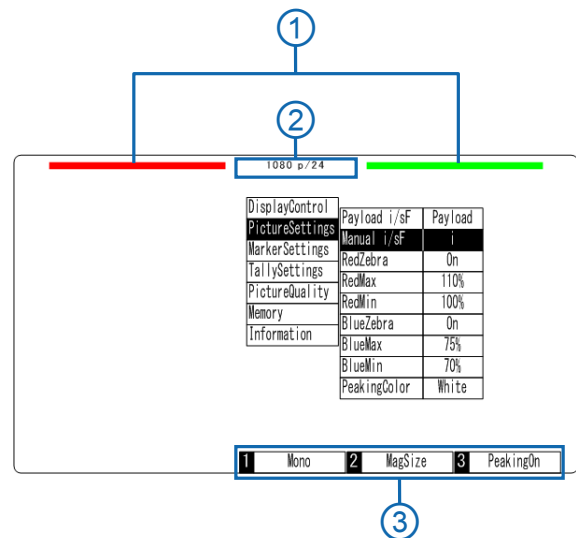 1
2
1080 p/24
DisplayControl
PictureSettings
MarkerSettings
TallySettings
PictureQuality
Memory
Information
Payload i/sF Payload
Manual i/sF i
RedZebra On
RedMax 110%
RedMin 100%
BlueZebra On
BlueMax 75%
BlueMin 70%
PeakingColor White
1 Mono 2 MagSize 3 PeakingOn
3